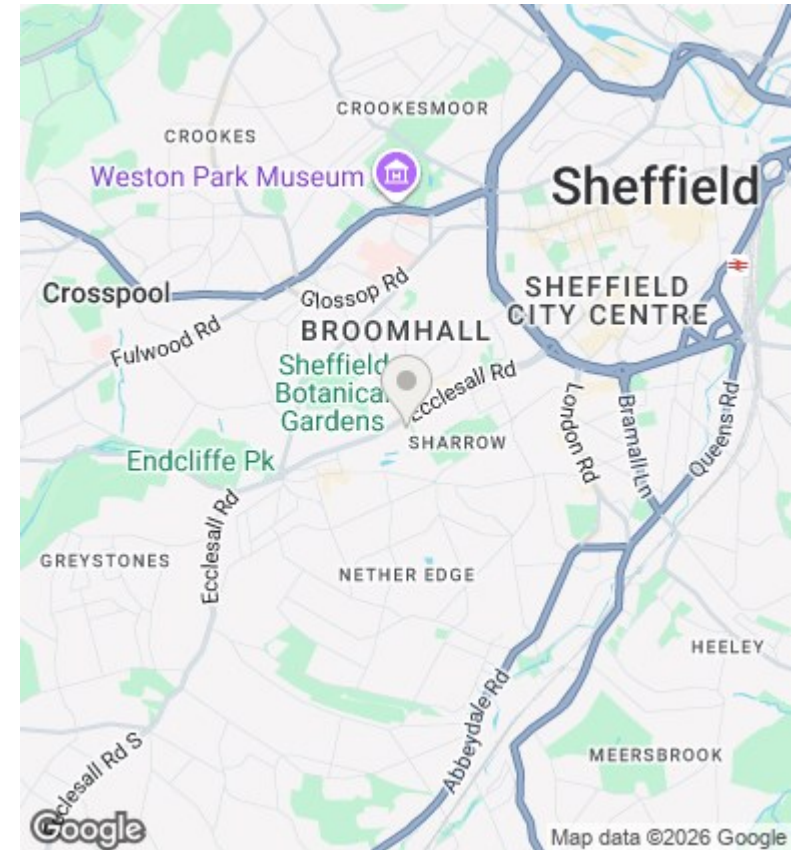 CROOKESMOOR
CROOKES
Weston Park Museum
Sheffield
Crosspool
Glossop Rd
SHEFFIELD
CITY CENTRE
Fulwood Rd
BROOMHALL
Sheffield
Botanical
Gardens
Ecclesall Rd
London Rd
Bramall Ln
Queens Rd
SHARROW
Endcliffe Pk
Ecclesall Rd
GREYSTONES
NETHER EDGE
HEELEY
Abbeydale Rd
MEERSBROOK
Ecclesall Rd S
Google
Map data ©2026 Google